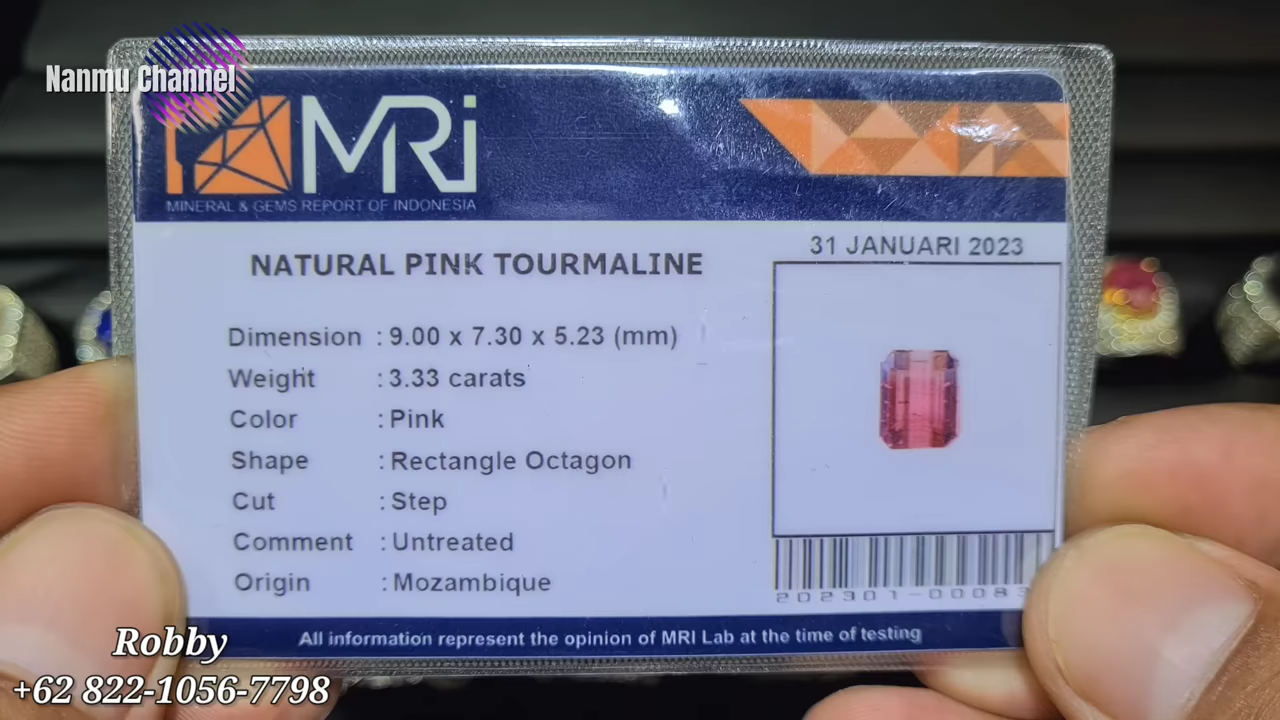 Nanmu Channel
MRi
MINERAL & GEMS REPORT OF INDONESIA
31 JANUARI 2023
NATURAL PINK TOURMALINE
Dimension : 9.00 x 7.30 x 5.23 (mm)
Weight : 3.33 carats
Color : Pink
Shape : Rectangle Octagon
Cut : Step
Comment : Untreated
Origin : Mozambique
202301-0008
All information represent the opinion of MRI Lab at the time of testing
Robby
+62 822-1056-7798